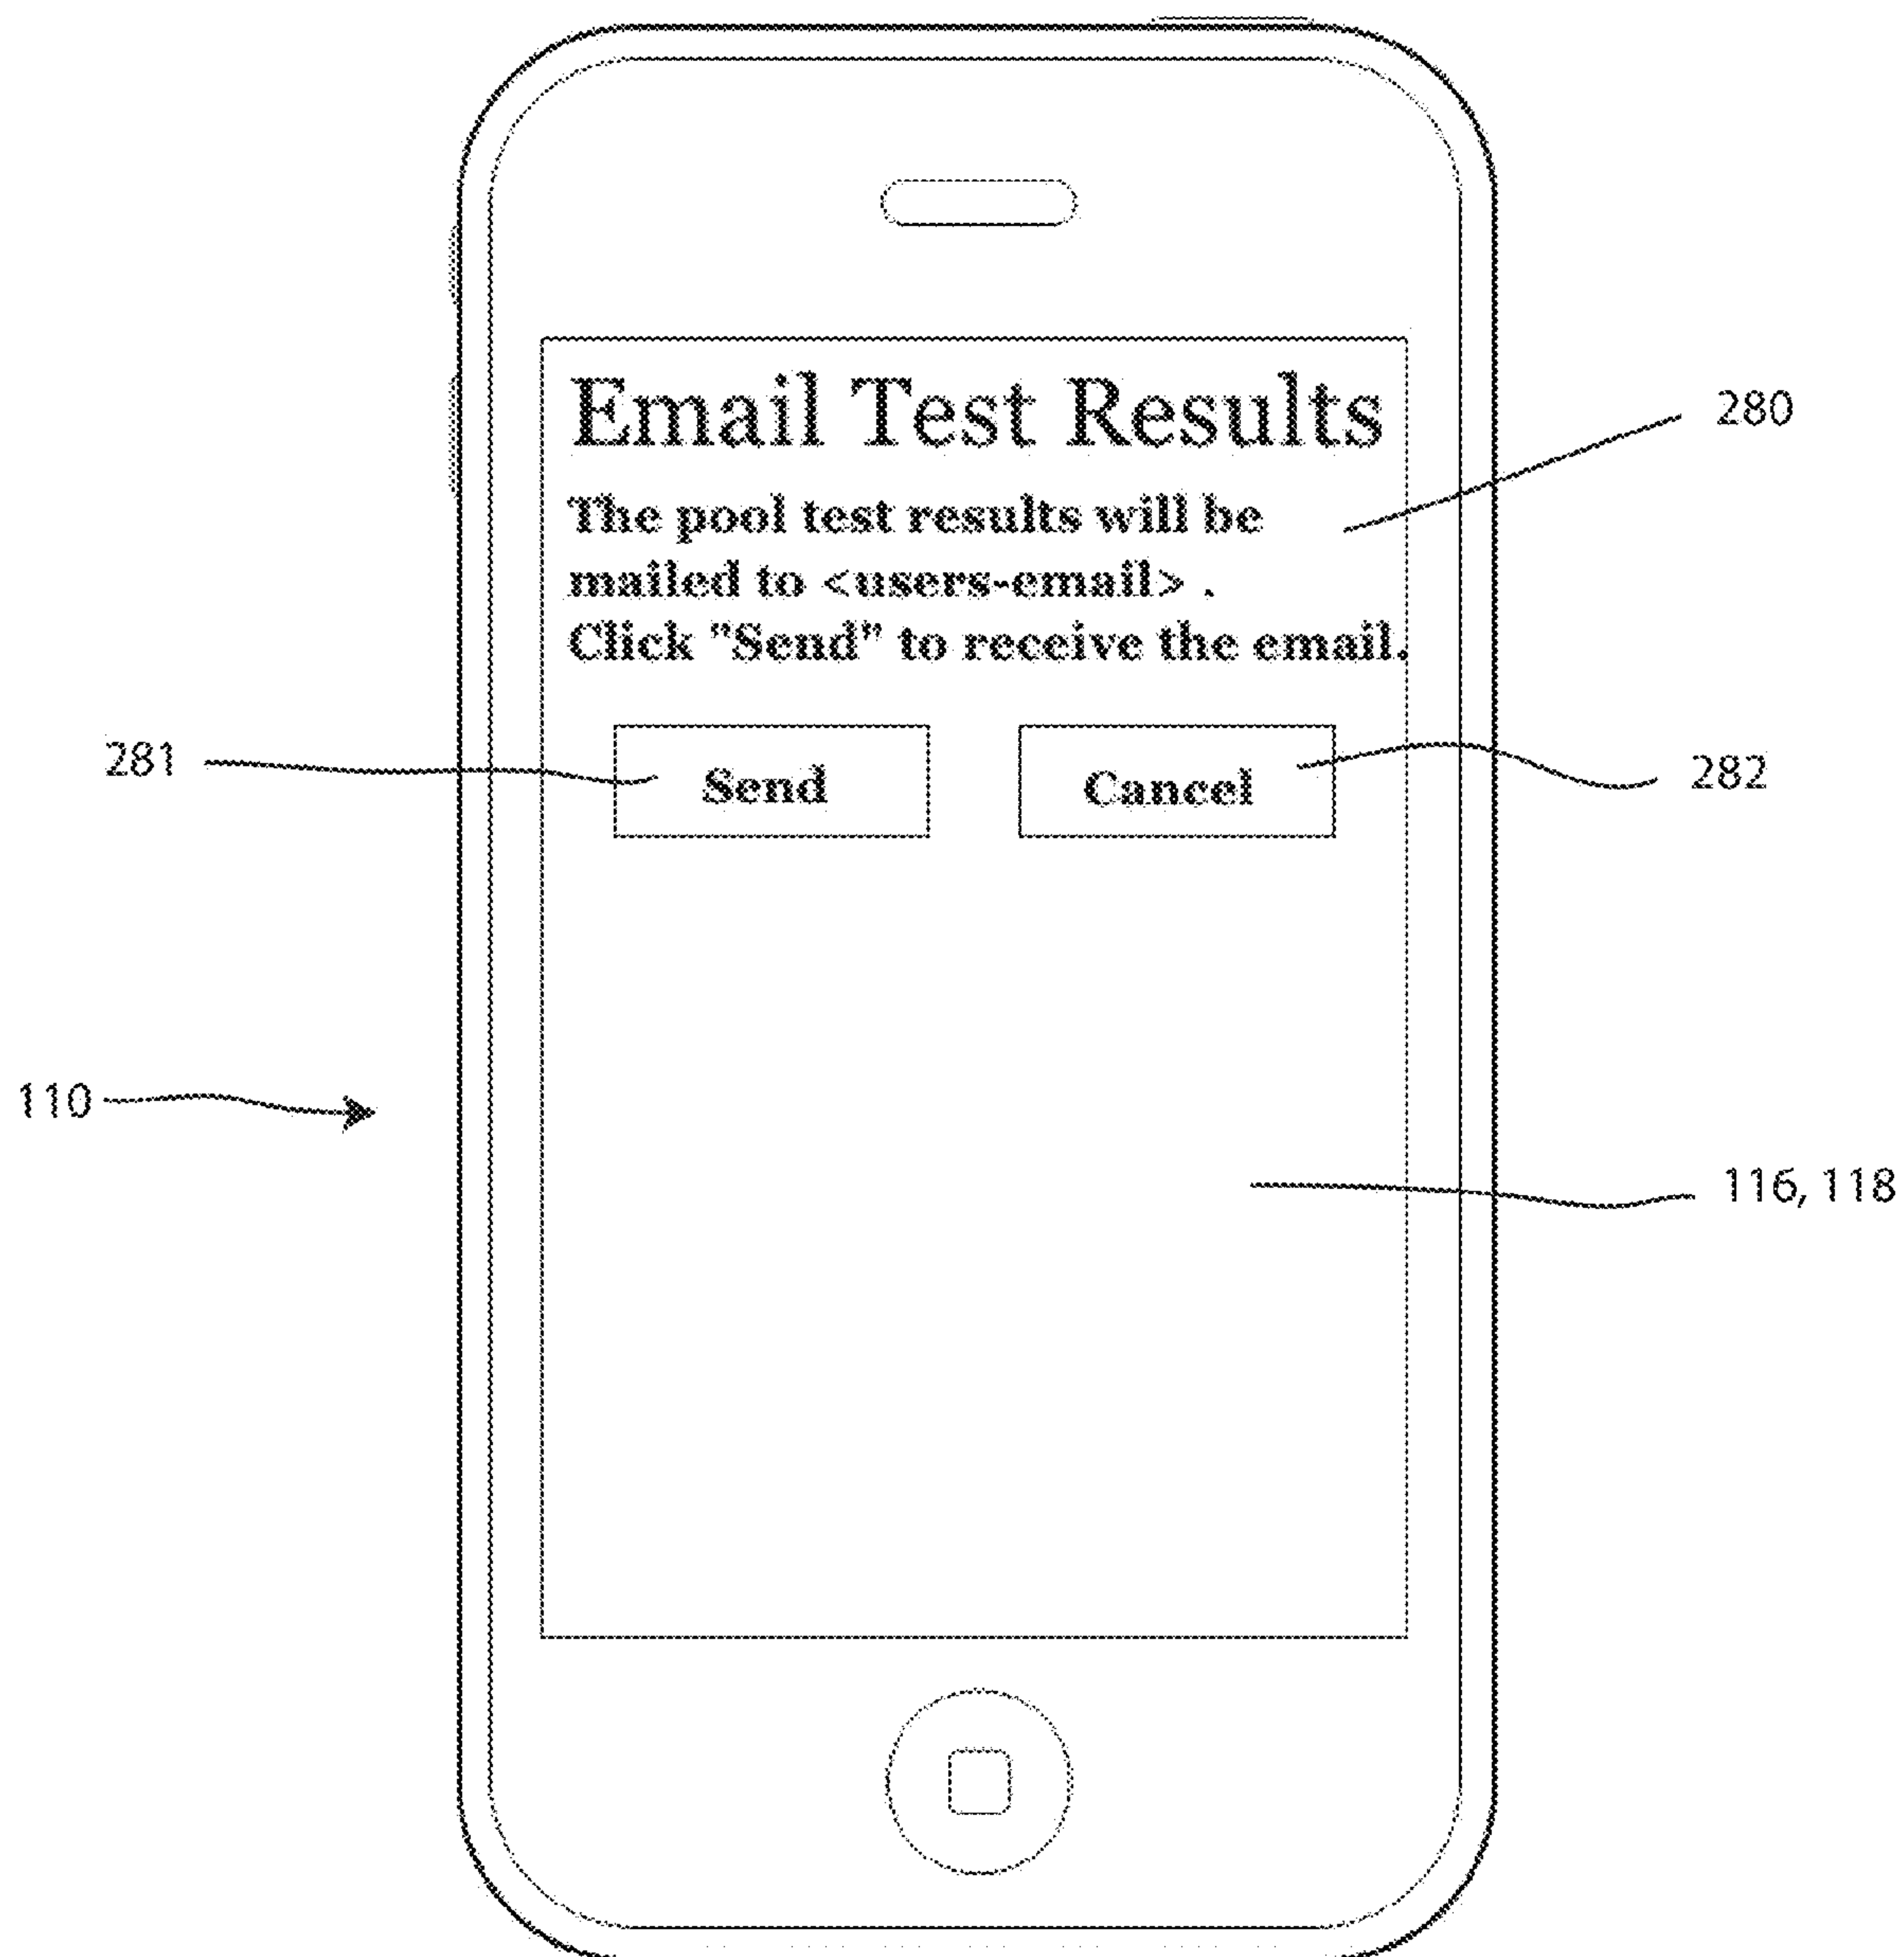 Email Test Results
280
The pool test results will be
mailed to <users-email> .
Click "Send" to receive the email.
281
Send
Cancel
282
110
116, 118